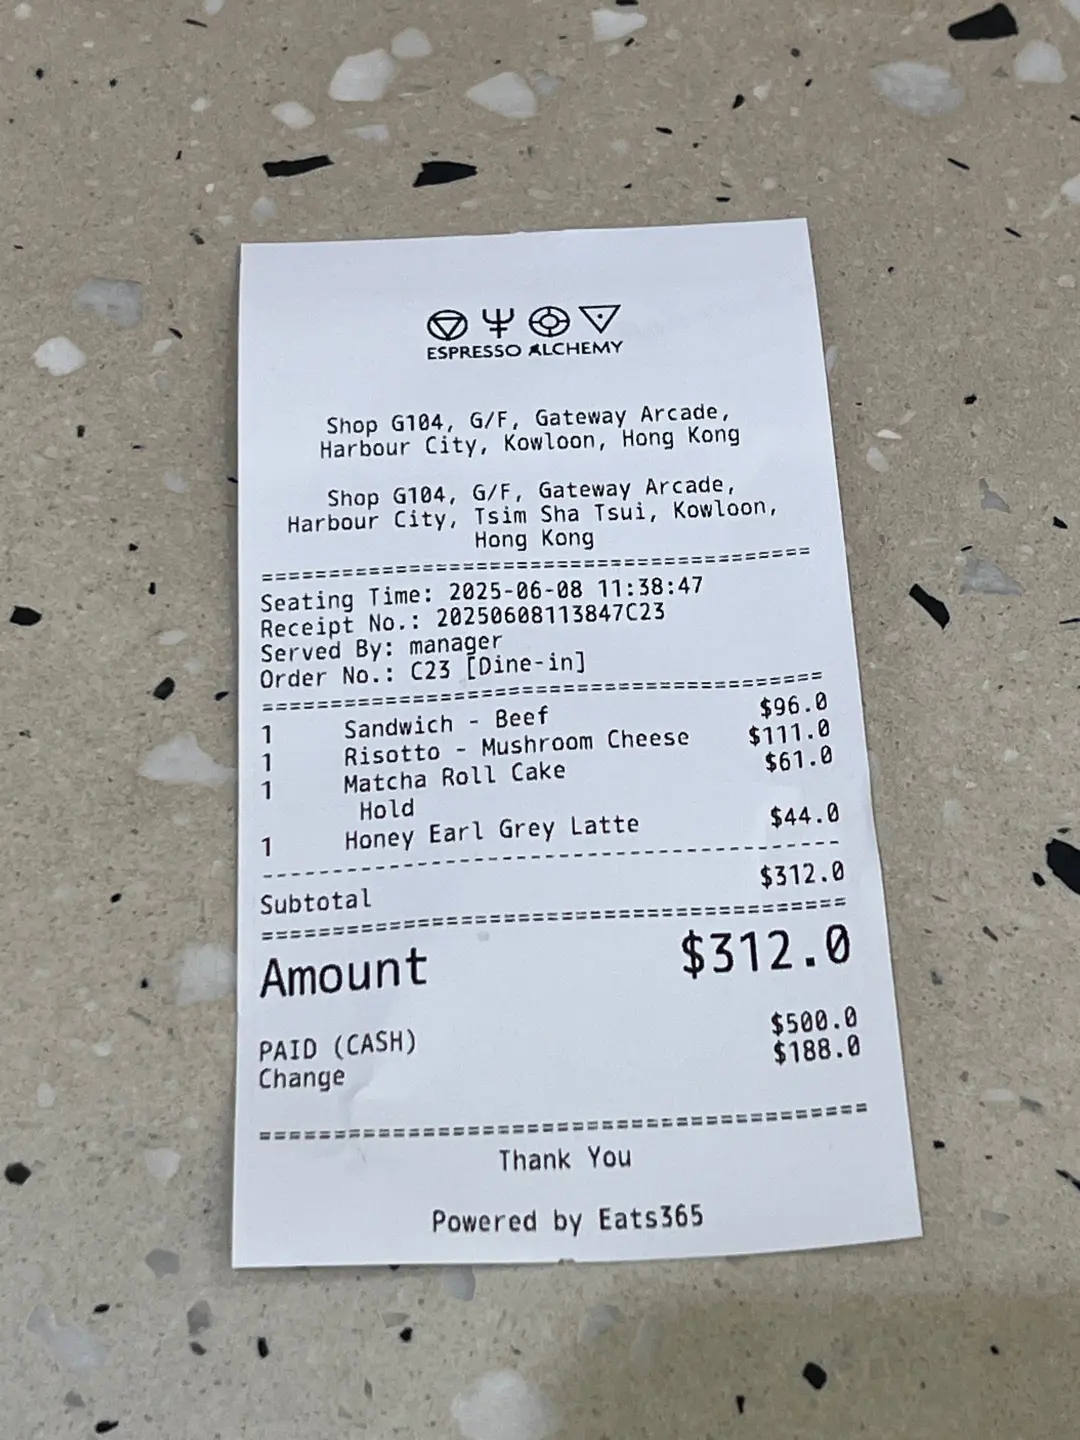 ESPRESSO ALCHEMY
Shop G104, G/F, Gateway Arcade,
Harbour City, Kowloon, Hong Kong
Shop G104, G/F, Gateway Arcade,
Harbour City, Tsim Sha Tsui, Kowloon,
Hong Kong
=========================================
Seating Time: 2025-06-08 11:38:47
Receipt No.: 20250608113847C23
Served By: manager
Order No.: C23 [Dine-in]
=========================================
1 Sandwich - Beef $96.0
1 Risotto - Mushroom Cheese $111.0
1 Matcha Roll Cake $61.0
Hold
1 Honey Earl Grey Latte $44.0
-----------------------------------------
Subtotal $312.0
=========================================
Amount $312.0
PAID (CASH) $500.0
Change $188.0
=========================================
Thank You
Powered by Eats365